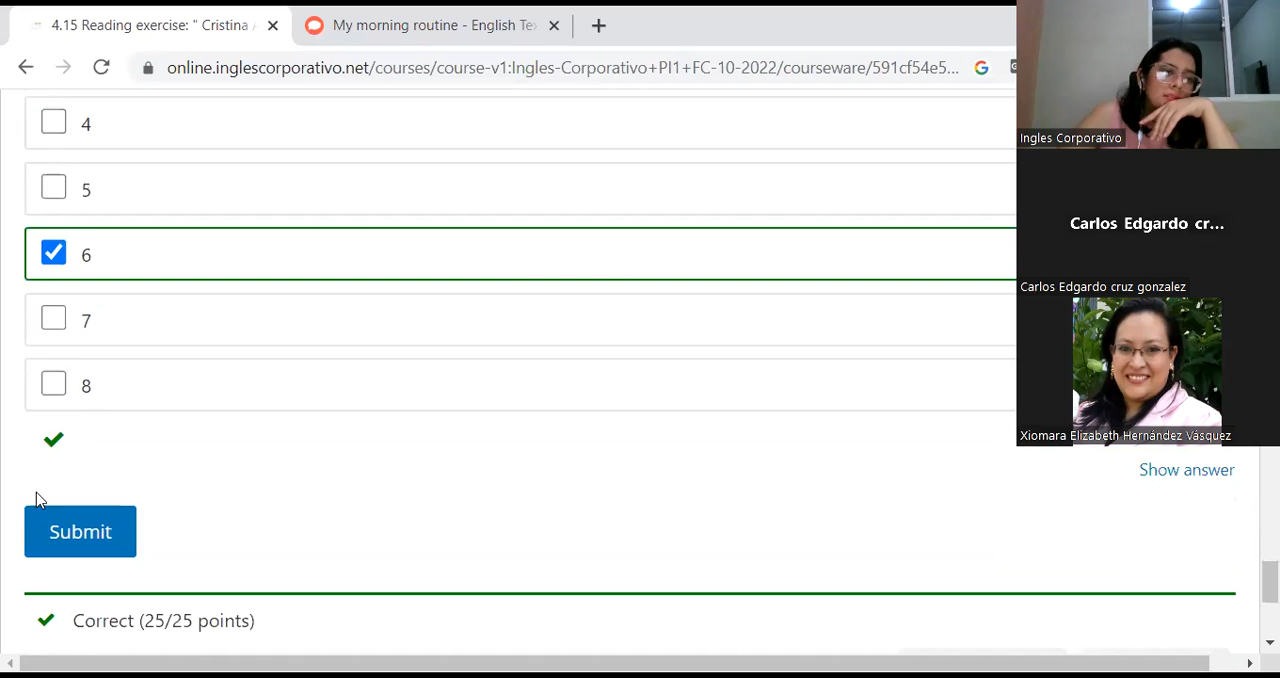 4.15 Reading exercise: " Cristina
My morning routine - English Te
online.inglescorporativo.net/courses/course-v1:Ingles-Corporativo+PI1+FC-10-2022/courseware/591cf54e5...
Ingles Corporativo
4
5
Carlos Edgardo cr...
6
Carlos Edgardo cruz gonzalez
7
8
Xiomara Elizabeth Hernández Vásquez
Show answer
Submit
Correct (25/25 points)